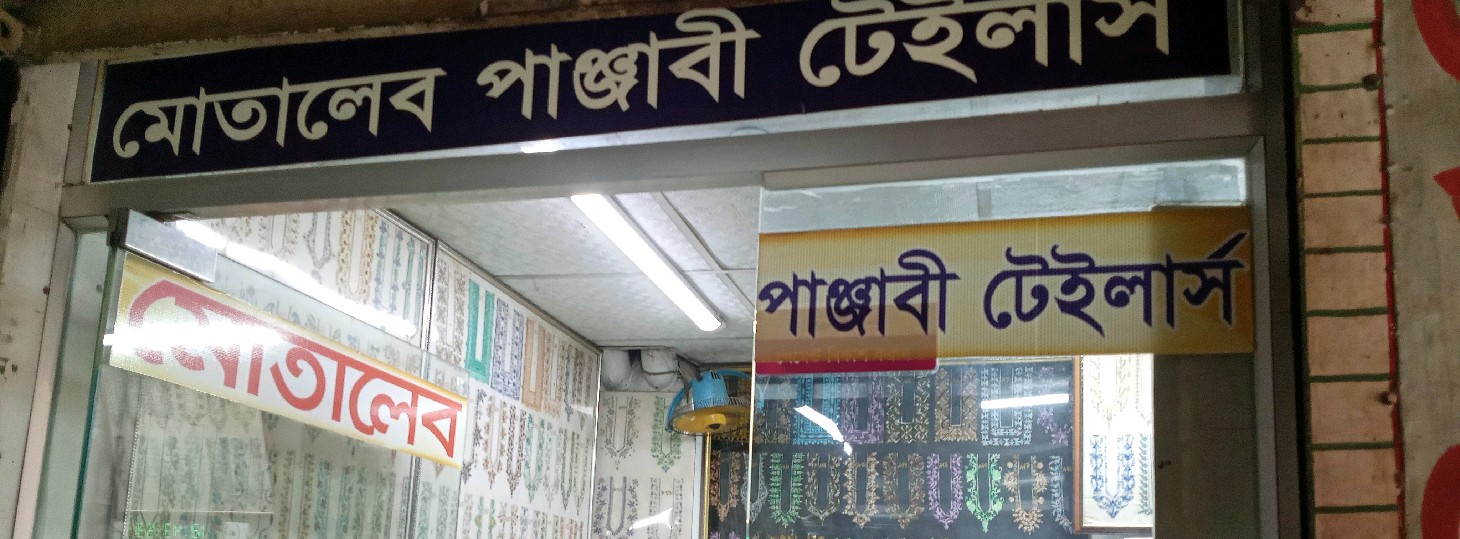 মোতালেব পাঞ্জাবী টেইলার্স
মোতালেব
পাঞ্জাবী টেইলার্স